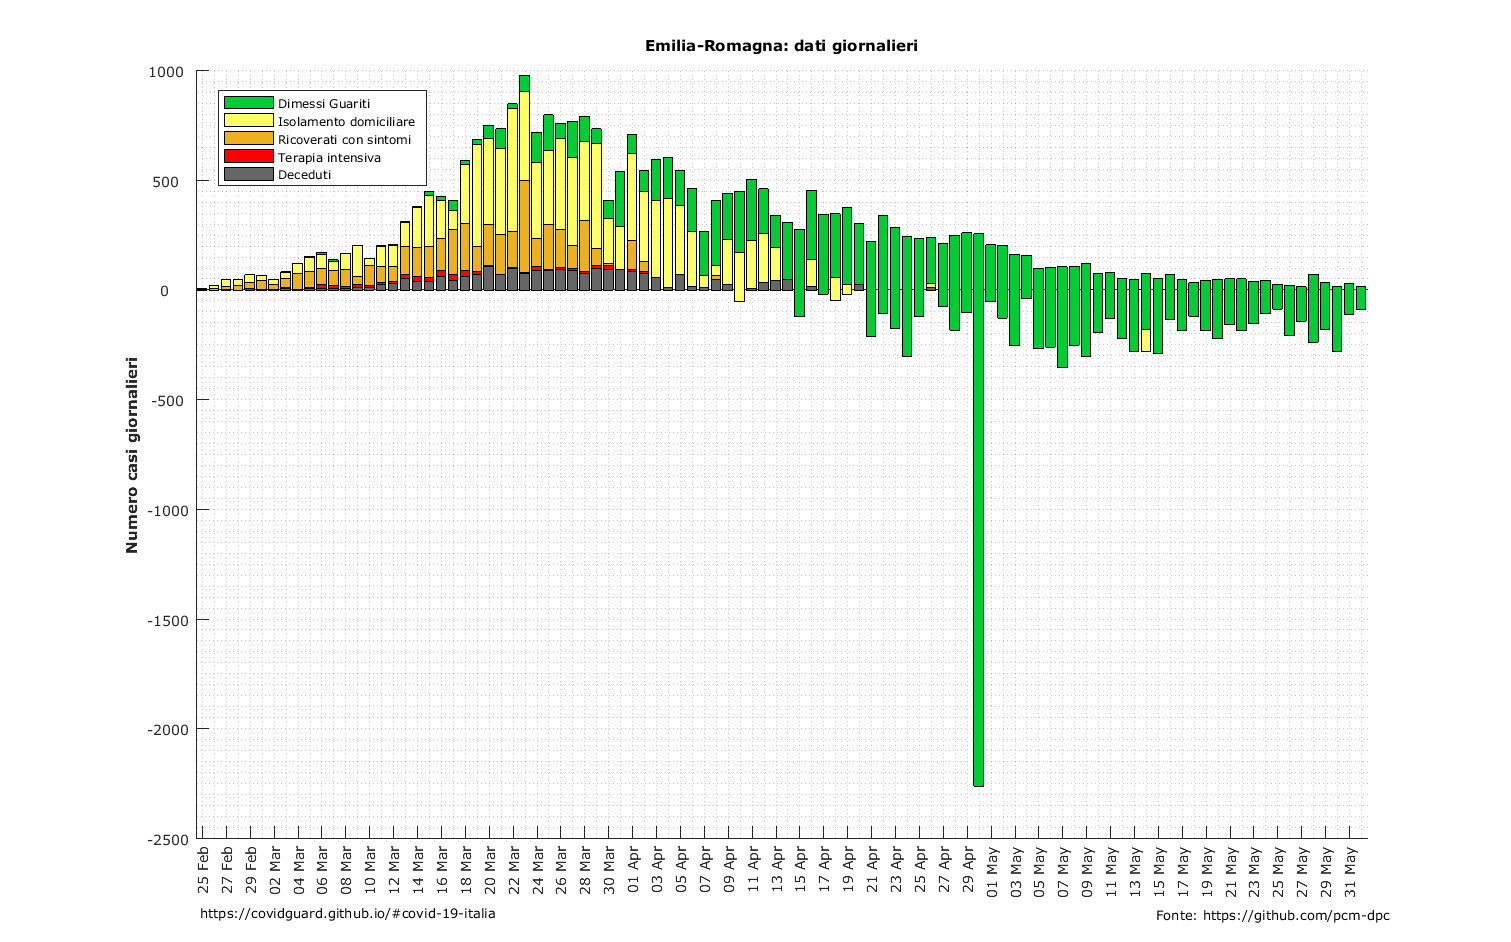 Emilia-Romagna: dati giornalieri
1000
500
0
-500
-1000
-1500
-2000
-2500
Numero casi giornalieri
Dimessi Guariti
Isolamento domiciliare
Ricoverati con sintomi
Terapia intensiva
Deceduti
25 Feb
27 Feb
29 Feb
02 Mar
04 Mar
06 Mar
08 Mar
10 Mar
12 Mar
14 Mar
16 Mar
18 Mar
20 Mar
22 Mar
24 Mar
26 Mar
28 Mar
30 Mar
01 Apr
03 Apr
05 Apr
07 Apr
09 Apr
11 Apr
13 Apr
15 Apr
17 Apr
19 Apr
21 Apr
23 Apr
25 Apr
27 Apr
29 Apr
01 May
03 May
05 May
07 May
09 May
11 May
13 May
15 May
17 May
19 May
21 May
23 May
25 May
27 May
29 May
31 May
https://covidguard.github.io/#covid-19-italia
Fonte: https://github.com/pcm-dpc